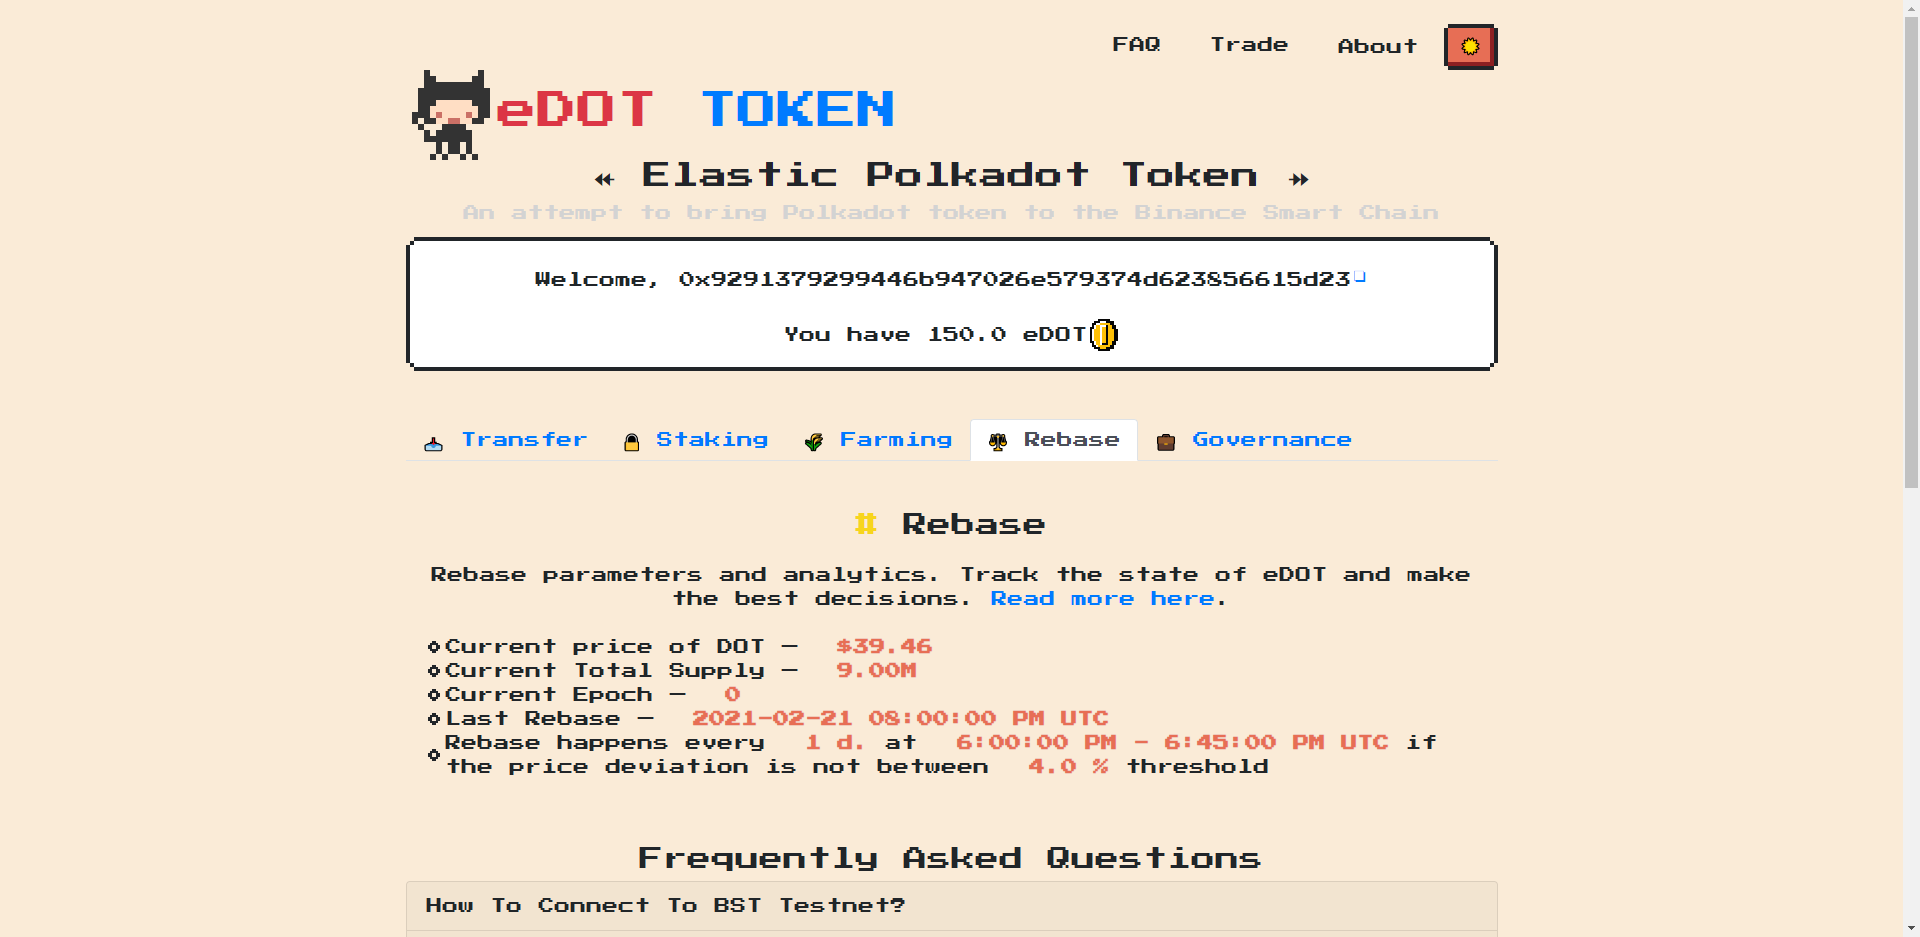 FAQ Trade About
eDOT TOKEN
Elastic Polkadot Token
An attempt to bring Polkadot token to the Binance Smart Chain
Welcome, 0x9291379299446b947026e579374d623856615d23
You have 150.0 eDOT
Transfer Staking Farming Rebase Governance
# Rebase
Rebase parameters and analytics. Track the state of eDOT and make
the best decisions. Read more here.
Current price of DOT — $39.46
Current Total Supply — 9.00M
Current Epoch — 0
Last Rebase — 2021-02-21 08:00:00 PM UTC
Rebase happens every 1 d. at 6:00:00 PM - 6:45:00 PM UTC if
the price deviation is not between 4.0 % threshold
Frequently Asked Questions
How To Connect To BST Testnet?